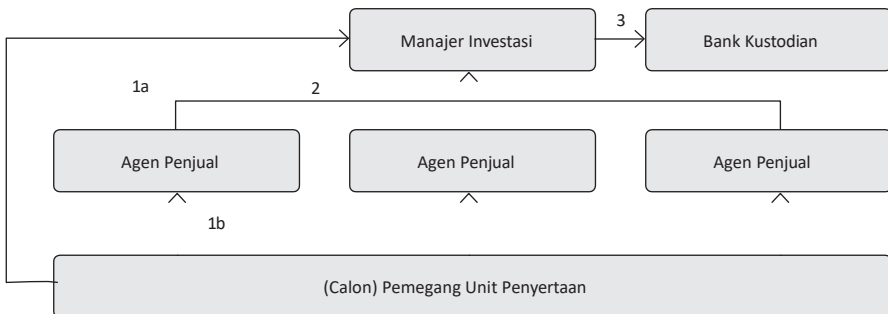 3
Manajer Investasi
Bank Kustodian
1a
2
Agen Penjual
Agen Penjual
Agen Penjual
1b
(Calon) Pemegang Unit Penyertaan